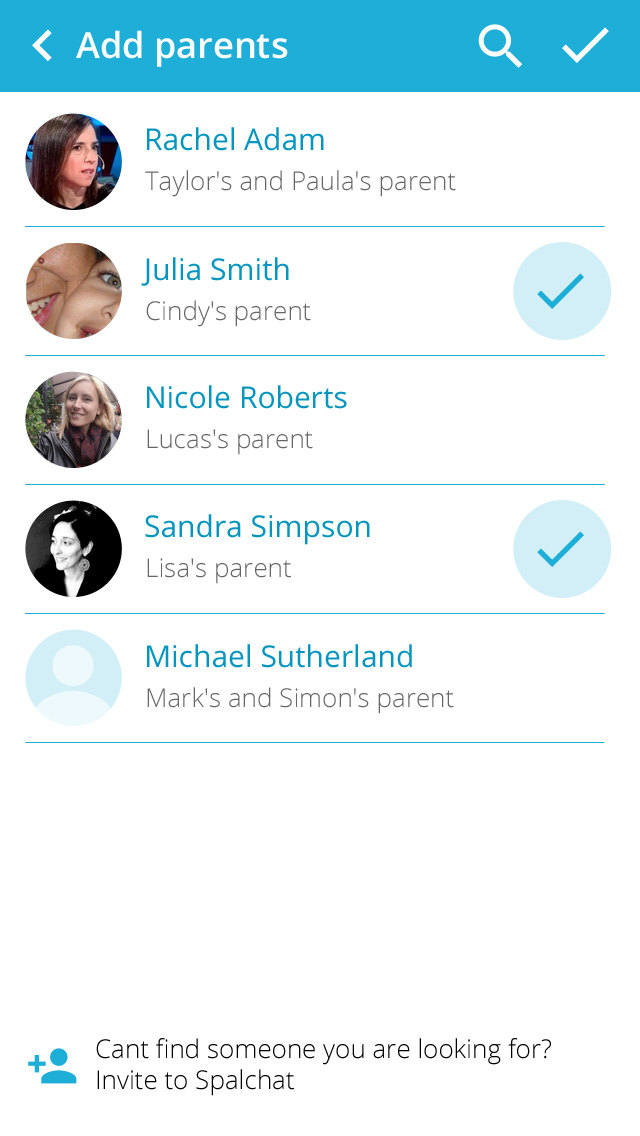 Add parents
Rachel Adam
Taylor's and Paula's parent
Julia Smith
Cindy's parent
Nicole Roberts
Lucas's parent
Sandra Simpson
Lisa's parent
Michael Sutherland
Mark's and Simon's parent
Cant find someone you are looking for?
Invite to Spalchat